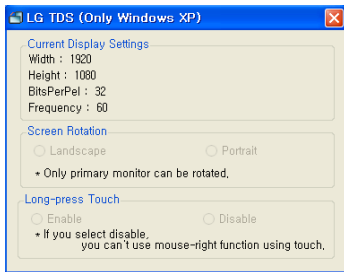 LG TDS (Only Windows XP)
Current Display Settings
Width : 1920
Height : 1080
BitsPerPel : 32
Frequency : 60
Screen Rotation
Landscape Portrait
* Only primary monitor can be rotated,
Long-press Touch
Enable Disable
* If you select disable,
you can't use mouse-right function using touch,